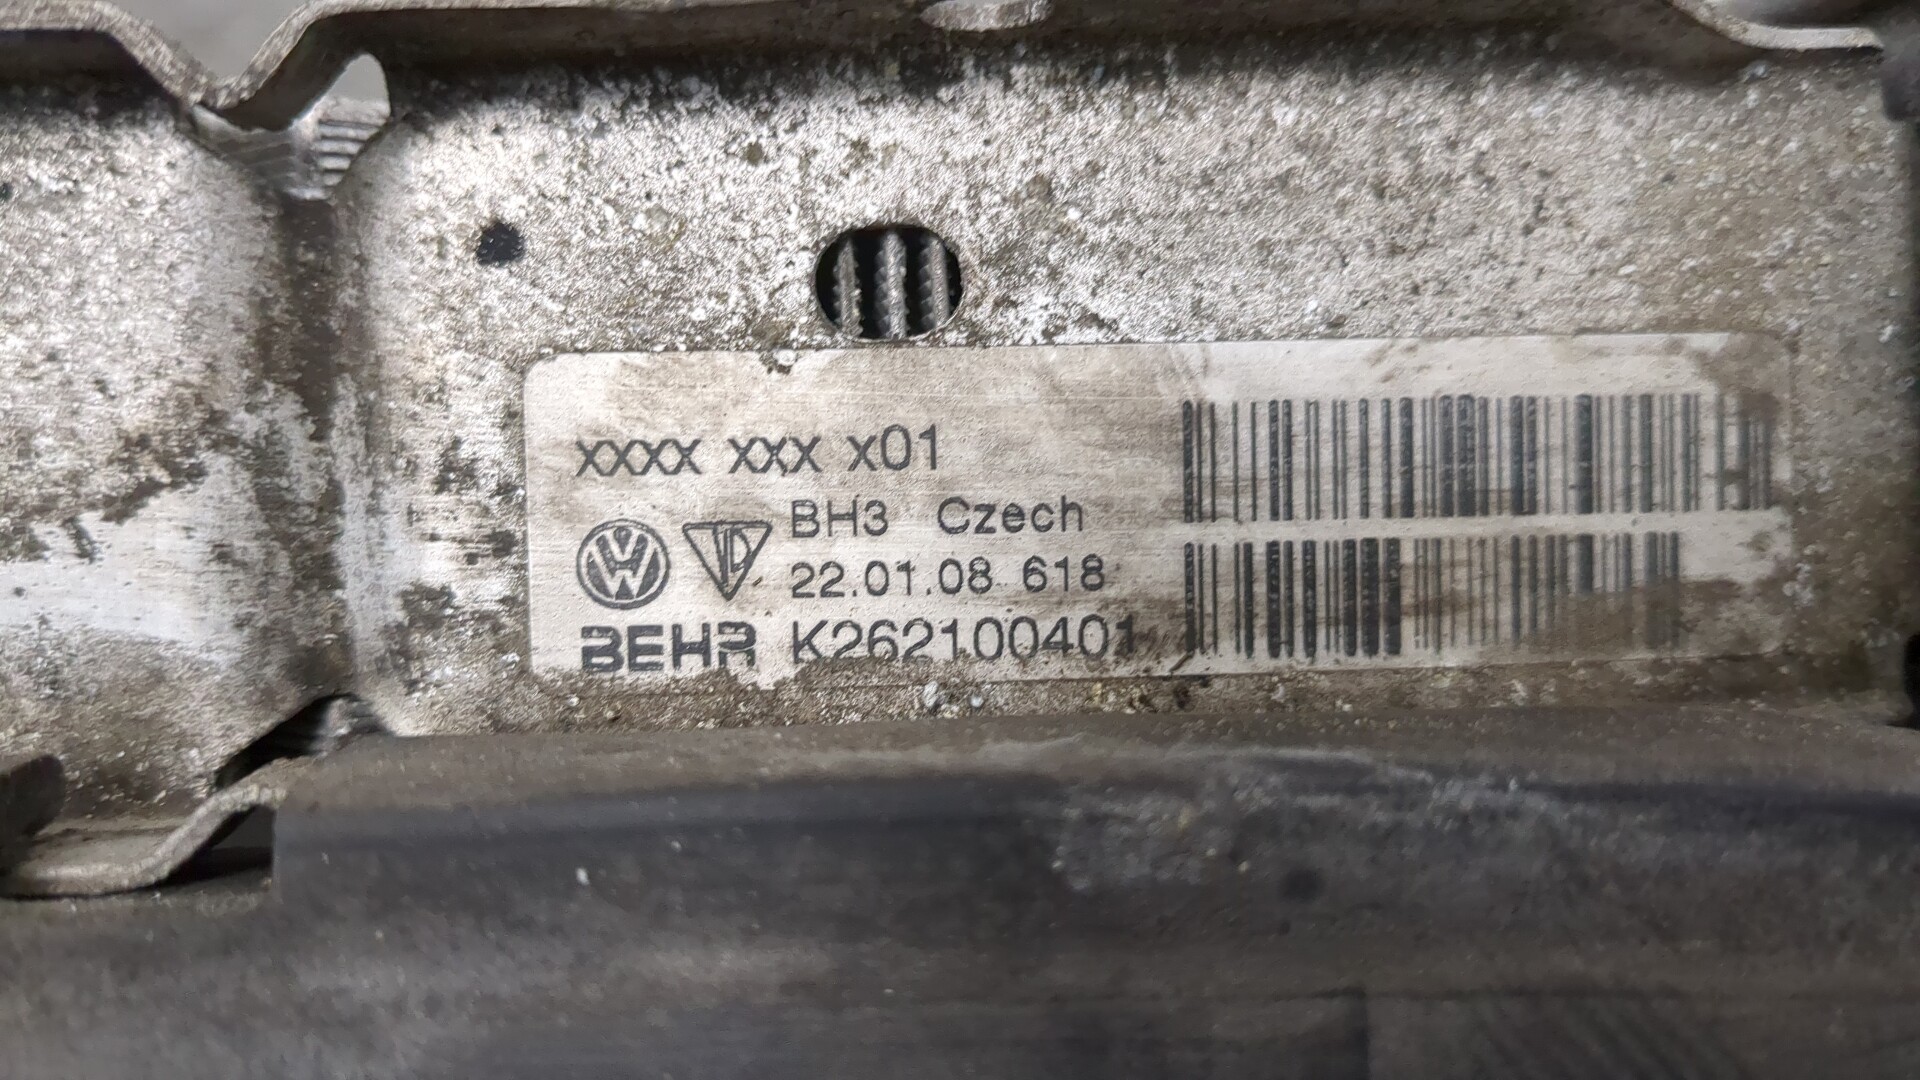 xxxx xxx x01
BH3 Czech
22.01.08 618
BEHR K262100401